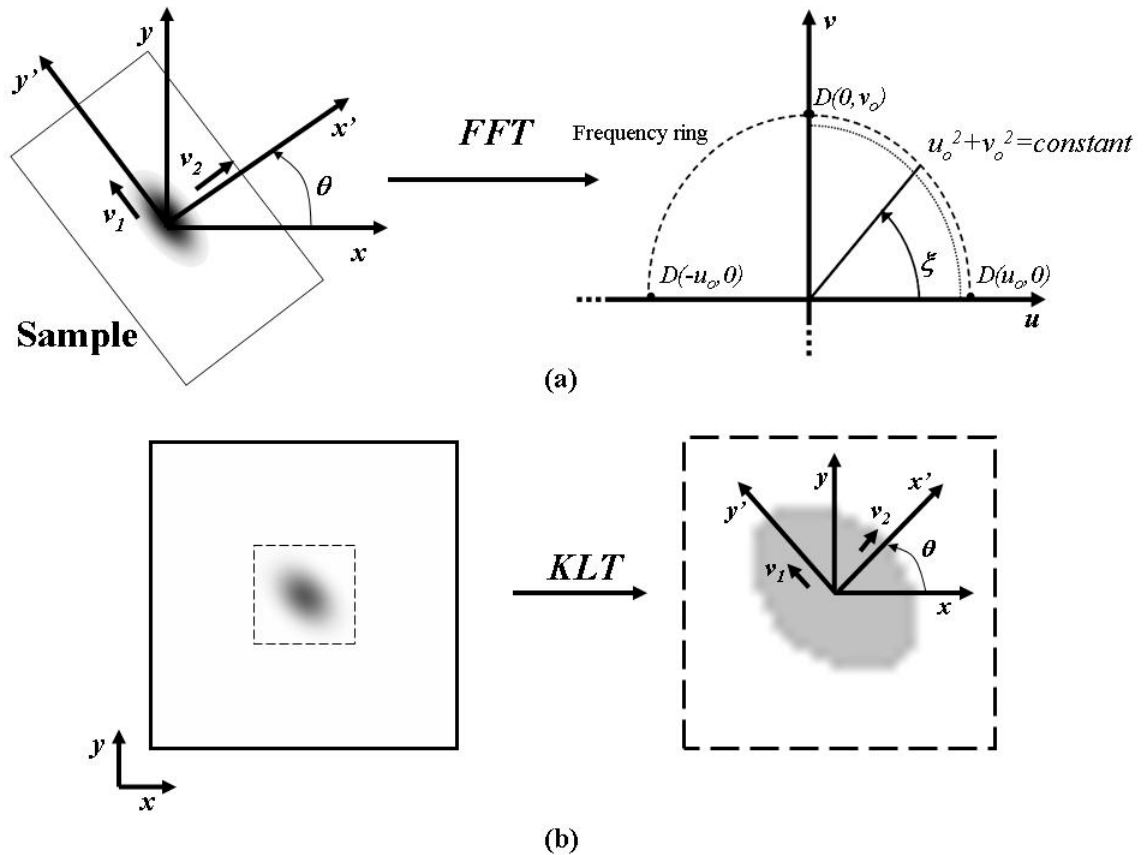 y
y'
x'
v₂
v₁
θ
x
Sample
FFT
v
D(0,vₒ)
Frequency ring
uₒ²+vₒ²=constant
ξ
D(-uₒ,0)
D(uₒ,0)
u
(a)
y
x
KLT
y
x'
y'
v₂
v₁
θ
x
(b)